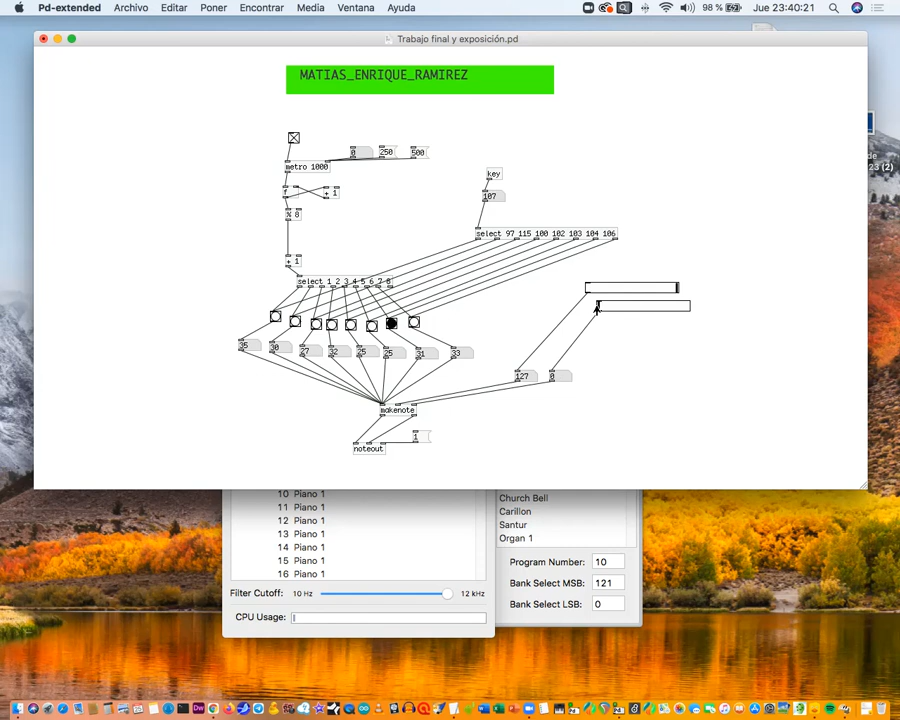 Pd-extended Archivo Editar Poner Encontrar Media Ventana Ayuda 98 % Jue 23:40:21
Trabajo final y exposición.pd
MATIAS_ENRIQUE_RAMIREZ
0 250 500
metro 1000
key
f + 1
107
% 8
select 97 115 100 102 103 104 106
+ 1
select 1 2 3 4 5 6 7 8
35 30 27 32 25 25 31 33
127 0
makenote
1
noteout
de
23 (2)
10 Piano 1
11 Piano 1
12 Piano 1
13 Piano 1
14 Piano 1
15 Piano 1
16 Piano 1
Filter Cutoff: 10 Hz 12 kHz
CPU Usage:
Church Bell
Carillon
Santur
Organ 1
Program Number: 10
Bank Select MSB: 121
Bank Select LSB: 0